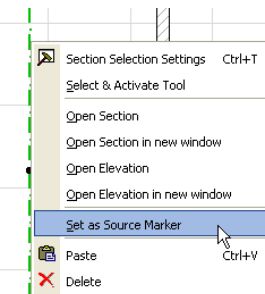 Section Selection Settings Ctrl+T
Select & Activate Tool
Open Section
Open Section in new window
Open Elevation
Open Elevation in new window
Set as Source Marker
Paste Ctrl+V
Delete